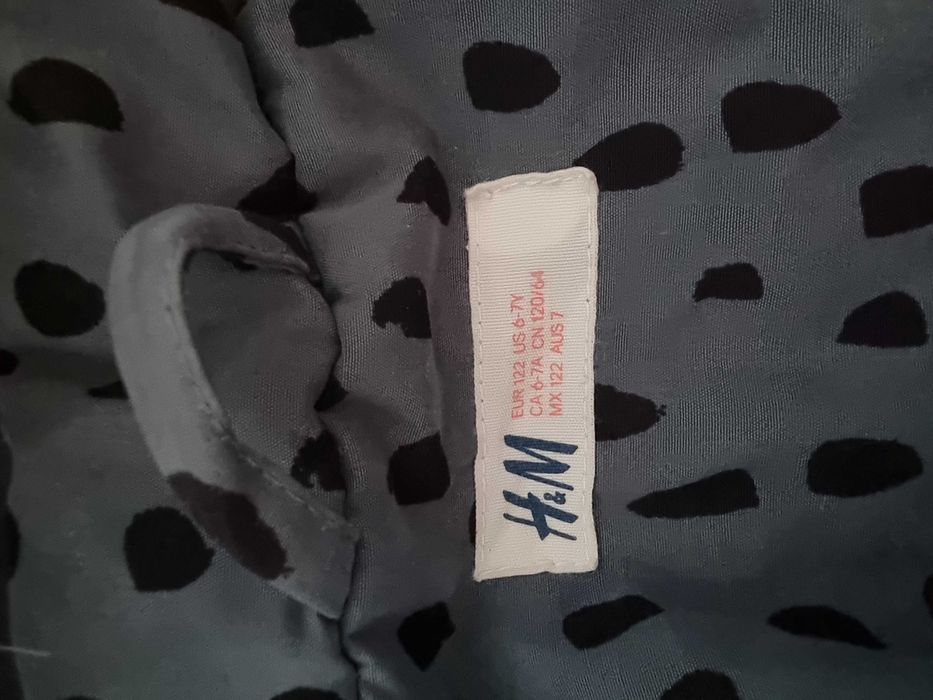 H&M
EUR 122 US 6-7Y
CA 6-7A CN 120/64
MX 122 AUS 7